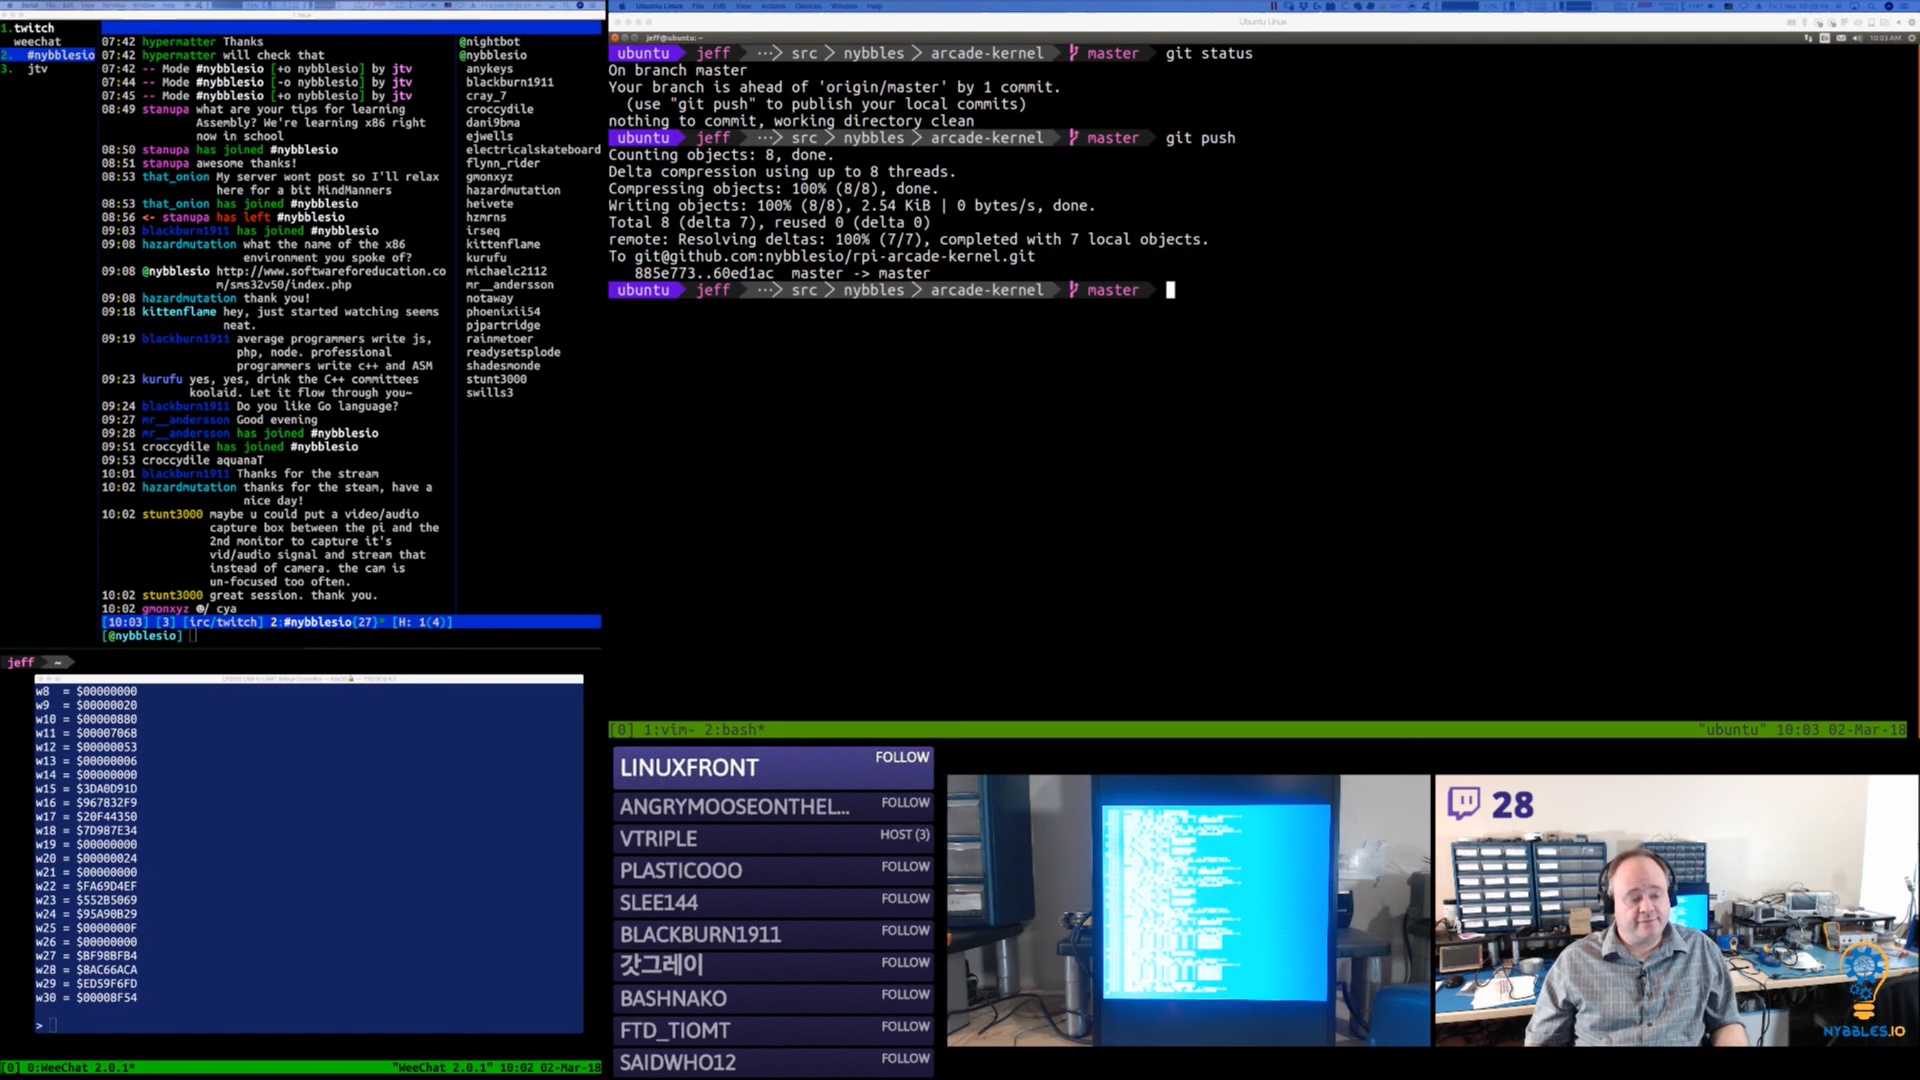 1.twitch
weechat
2. #nybblesio
3. jtv
07:42 hypermatter Thanks
07:42 hypermatter will check that
07:42 -- Mode #nybblesio [+o nybblesio] by jtv
07:44 -- Mode #nybblesio [-o nybblesio] by jtv
07:45 -- Mode #nybblesio [+o nybblesio] by jtv
08:49 stanupa what are your tips for learning
Assembly? We're learning x86 right
now in school
08:50 stanupa has joined #nybblesio
08:51 stanupa awesome thanks!
08:53 that_onion My server wont post so I'll relax
here for a bit MindManners
08:53 that_onion has joined #nybblesio
08:56 <- stanupa has left #nybblesio
09:03 blackburn1911 has joined #nybblesio
09:08 hazardmutation what the name of the x86
environment you spoke of?
09:08 @nybblesio http://www.softwareforeducation.co
m/sms32v50/index.php
09:08 hazardmutation thank you!
09:18 kittenflame hey, just started watching seems
neat.
09:19 blackburn1911 average programmers write js,
php, node. professional
programmers write c++ and ASM
09:23 kurufu yes, yes, drink the C++ committees
koolaid. Let it flow through you~
09:24 blackburn1911 Do you like Go language?
09:27 mr__andersson Good evening
09:28 mr__andersson has joined #nybblesio
09:51 croccydile has joined #nybblesio
09:53 croccydile aquanaT
10:01 blackburn1911 Thanks for the stream
10:02 hazardmutation thanks for the steam, have a
nice day!
10:02 stunt3000 maybe u could put a video/audio
capture box between the pi and the
2nd monitor to capture it's
vid/audio signal and stream that
instead of camera. the cam is
un-focused too often.
10:02 stunt3000 great session. thank you.
10:02 gmonxyz ☻/ cya
[10:03] [3] [irc/twitch] 2:#nybblesio{27}* [H: 1(4)]
[@nybblesio]
@nightbot
@nybblesio
anykeys
blackburn1911
cray_7
croccydile
dani9bma
ejwells
electricalskateboard
flynn_rider
gmonxyz
hazardmutation
heivete
hzmrns
irseq
kittenflame
kurufu
michaelc2112
mr__andersson
notaway
phoenixii54
pjpartridge
rainmetoer
readysetsplode
shadesmonde
stunt3000
swills3
jeff ~
w8 = $00000000
w9 = $00000020
w10 = $00000880
w11 = $00007068
w12 = $00000053
w13 = $00000006
w14 = $00000000
w15 = $3DA0D91D
w16 = $967832F9
w17 = $20F44350
w18 = $7D987E34
w19 = $00000000
w20 = $00000024
w21 = $00000000
w22 = $FA69D4EF
w23 = $552B5069
w24 = $95A90B29
w25 = $0000000F
w26 = $00000000
w27 = $BF98BFB4
w28 = $8AC66ACA
w29 = $ED59F6FD
w30 = $00008F54
>
[0] 0:WeeChat 2.0.1* "WeeChat 2.0.1" 10:02 02-Mar-18
Ubuntu Linux File Edit View Actions Devices Window Help
Ubuntu Linux
jeff@ubuntu: ~
10:03 AM
ubuntu jeff ⋯ src nybbles arcade-kernel master git status
On branch master
Your branch is ahead of 'origin/master' by 1 commit.
(use "git push" to publish your local commits)
nothing to commit, working directory clean
ubuntu jeff ⋯ src nybbles arcade-kernel master git push
Counting objects: 8, done.
Delta compression using up to 8 threads.
Compressing objects: 100% (8/8), done.
Writing objects: 100% (8/8), 2.54 KiB | 0 bytes/s, done.
Total 8 (delta 7), reused 0 (delta 0)
remote: Resolving deltas: 100% (7/7), completed with 7 local objects.
To git@github.com:nybblesio/rpi-arcade-kernel.git
885e773..60ed1ac master -> master
ubuntu jeff ⋯ src nybbles arcade-kernel master
[0] 1:vim- 2:bash* "ubuntu" 10:03 02-Mar-18
LINUXFRONT FOLLOW
ANGRYMOOSEONTHEL... FOLLOW
VTRIPLE HOST (3)
PLASTICOOO FOLLOW
SLEE144 FOLLOW
BLACKBURN1911 FOLLOW
갓그레이 FOLLOW
BASHNAKO FOLLOW
FTD_TIOMT FOLLOW
SAIDWHO12 FOLLOW
28
NYBBLES.IO